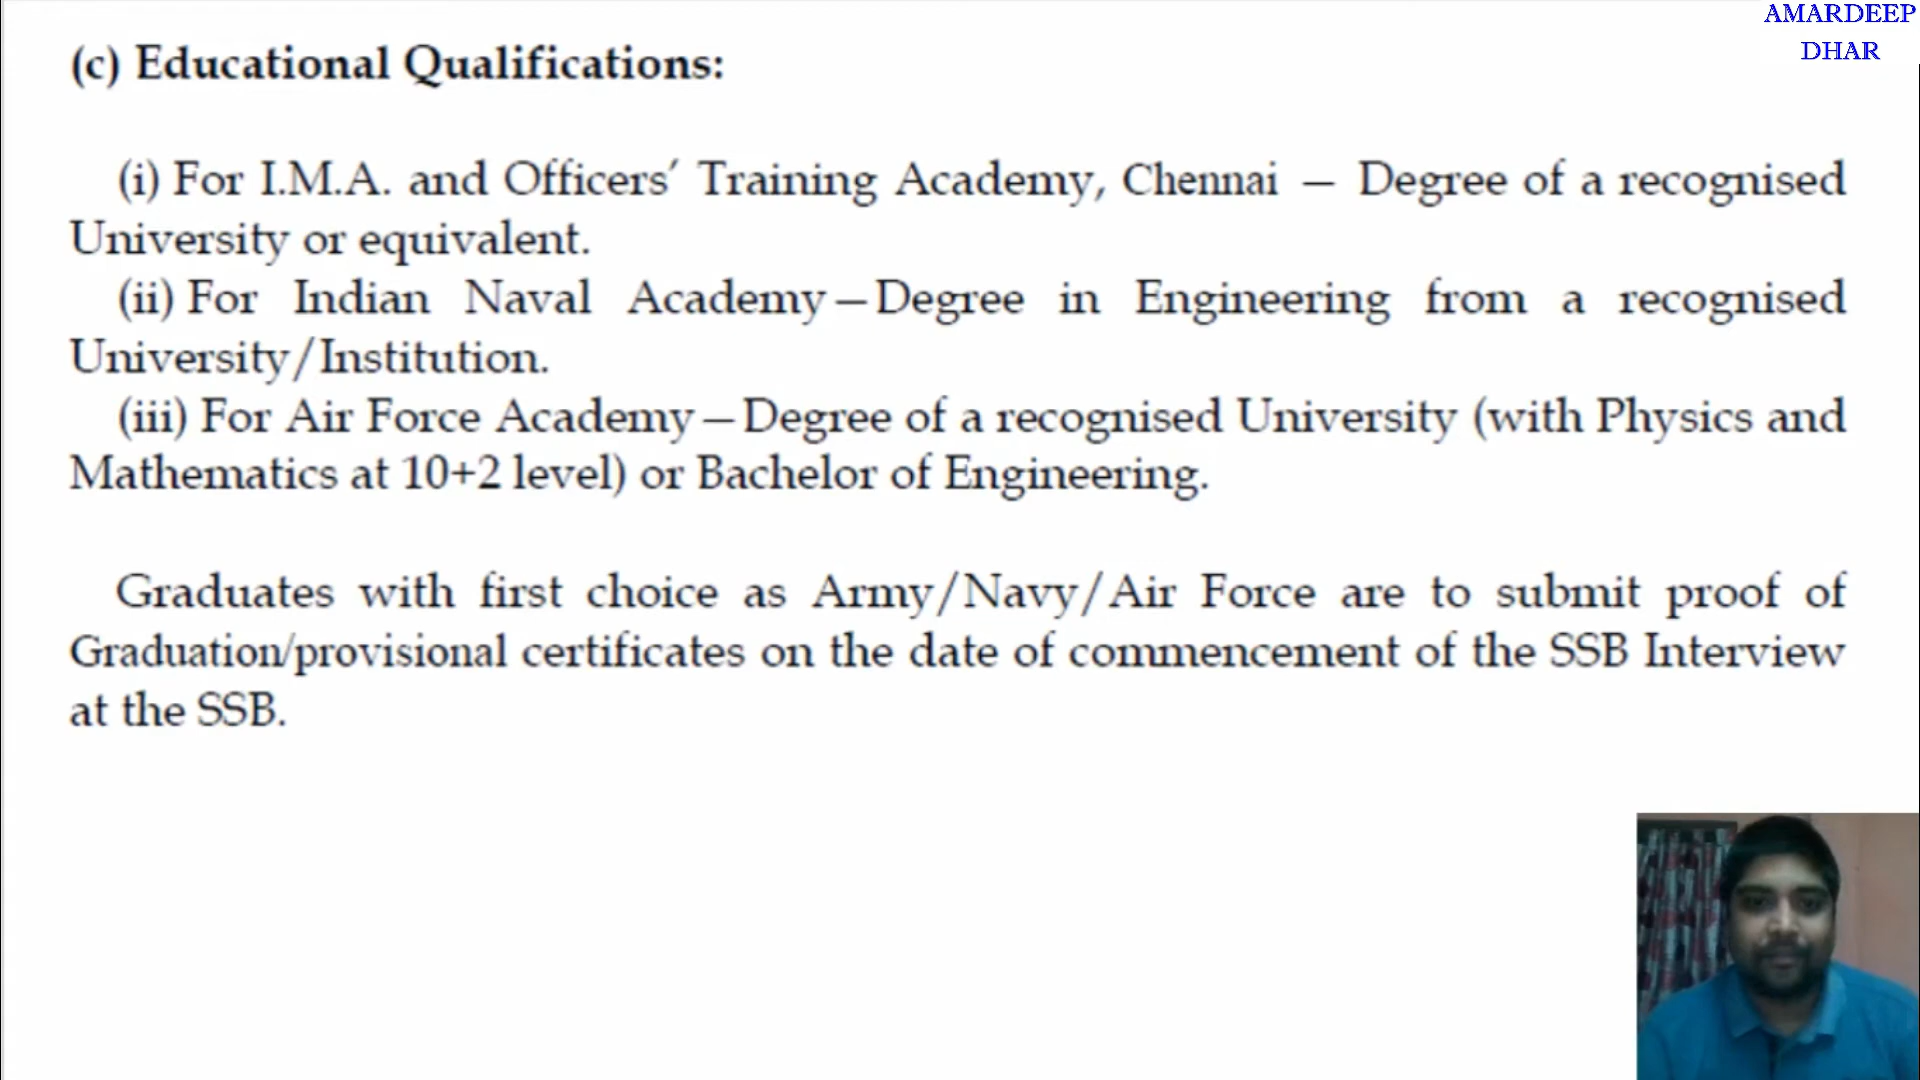 AMARDEEP
DHAR
(c) Educational Qualifications:
(i) For I.M.A. and Officers’ Training Academy, Chennai — Degree of a recognised
University or equivalent.
(ii) For Indian Naval Academy—Degree in Engineering from a recognised
University/Institution.
(iii) For Air Force Academy—Degree of a recognised University (with Physics and
Mathematics at 10+2 level) or Bachelor of Engineering.
Graduates with first choice as Army/Navy/Air Force are to submit proof of
Graduation/provisional certificates on the date of commencement of the SSB Interview
at the SSB.